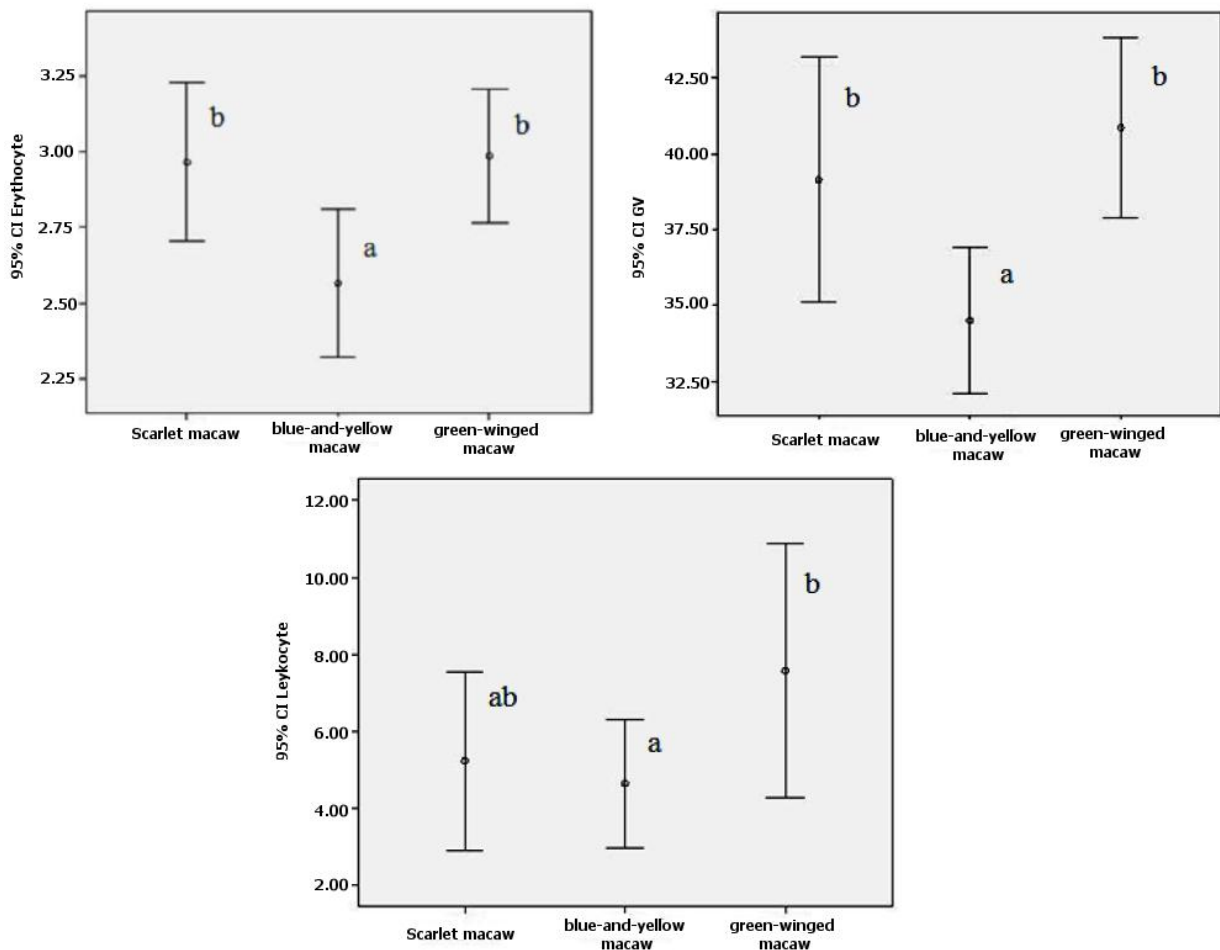 95% CI Erythocyte
3.25
3.00
2.75
2.50
2.25
b
a
b
Scarlet macaw
blue-and-yellow
macaw
green-winged
macaw
95% CI GV
42.50
40.00
37.50
35.00
32.50
b
a
b
Scarlet macaw
blue-and-yellow
macaw
green-winged
macaw
95% CI Leykocyte
12.00
10.00
8.00
6.00
4.00
2.00
ab
a
b
Scarlet macaw
blue-and-yellow
macaw
green-winged
macaw